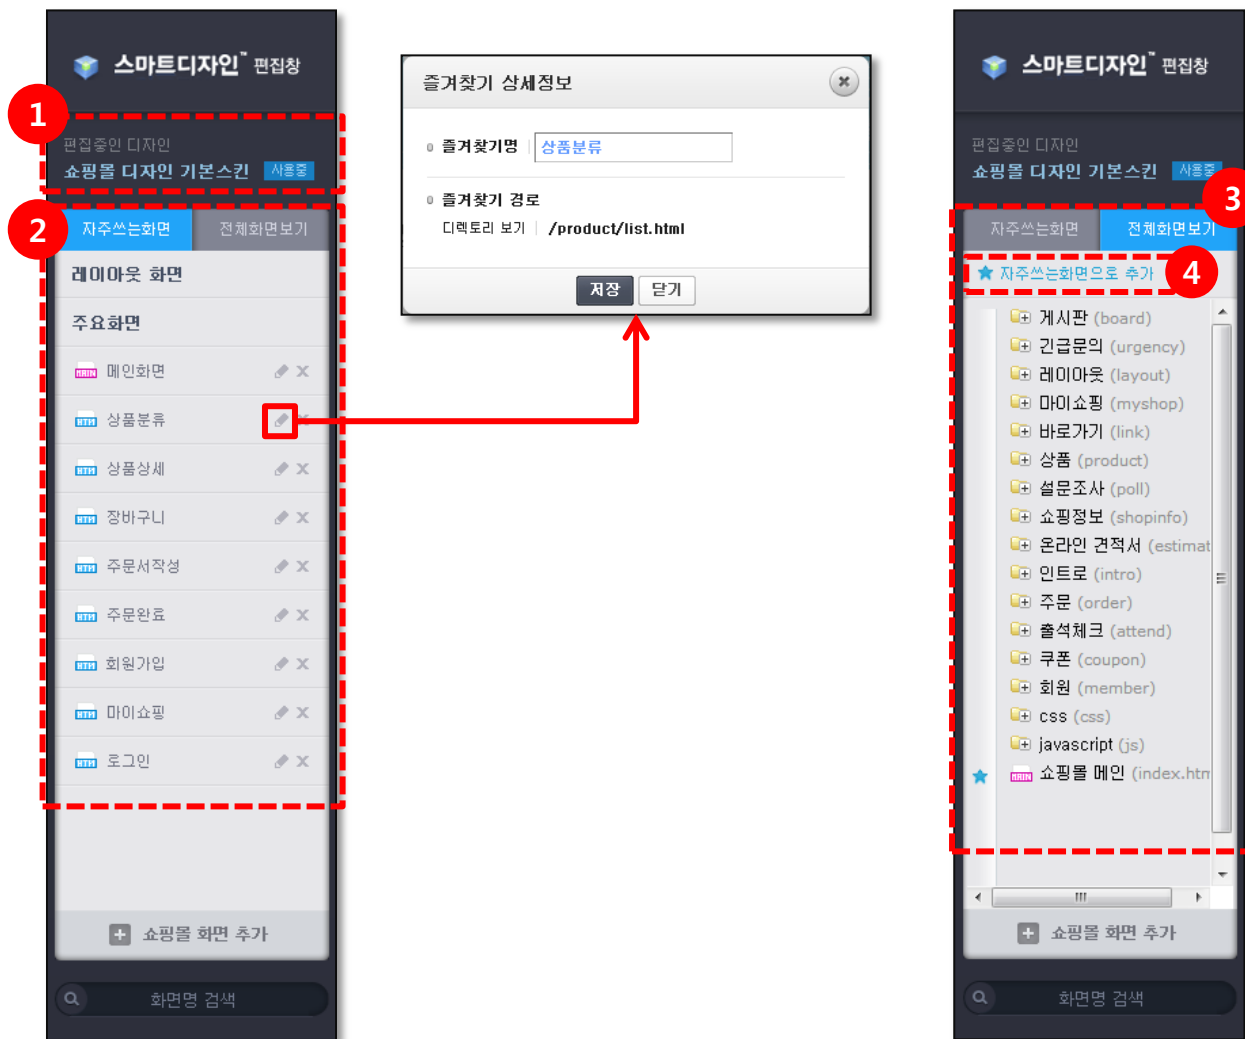 스마트디자인™ 편집창
1
편집중인 디자인
쇼핑몰 디자인 기본스킨 사용중
2
자주쓰는화면 전체화면보기
레이아웃 화면
주요화면
MAIN 메인화면
HTML 상품분류
HTML 상품상세
HTML 장바구니
HTML 주문서작성
HTML 주문완료
HTML 회원가입
HTML 마이쇼핑
HTML 로그인
쇼핑몰 화면 추가
화면명 검색
즐겨찾기 상세정보
즐겨찾기명 상품분류
즐겨찾기 경로
디렉토리 보기 /product/list.html
저장 닫기
스마트디자인™ 편집창
편집중인 디자인
쇼핑몰 디자인 기본스킨 사용중
3
자주쓰는화면 전체화면보기
자주쓰는화면으로 추가 4
게시판 (board)
긴급문의 (urgency)
레이아웃 (layout)
마이쇼핑 (myshop)
바로가기 (link)
상품 (product)
설문조사 (poll)
쇼핑정보 (shopinfo)
온라인 견적서 (estimat
인트로 (intro)
주문 (order)
출석체크 (attend)
쿠폰 (coupon)
회원 (member)
css (css)
javascript (js)
MAIN 쇼핑몰 메인 (index.htm
쇼핑몰 화면 추가
화면명 검색